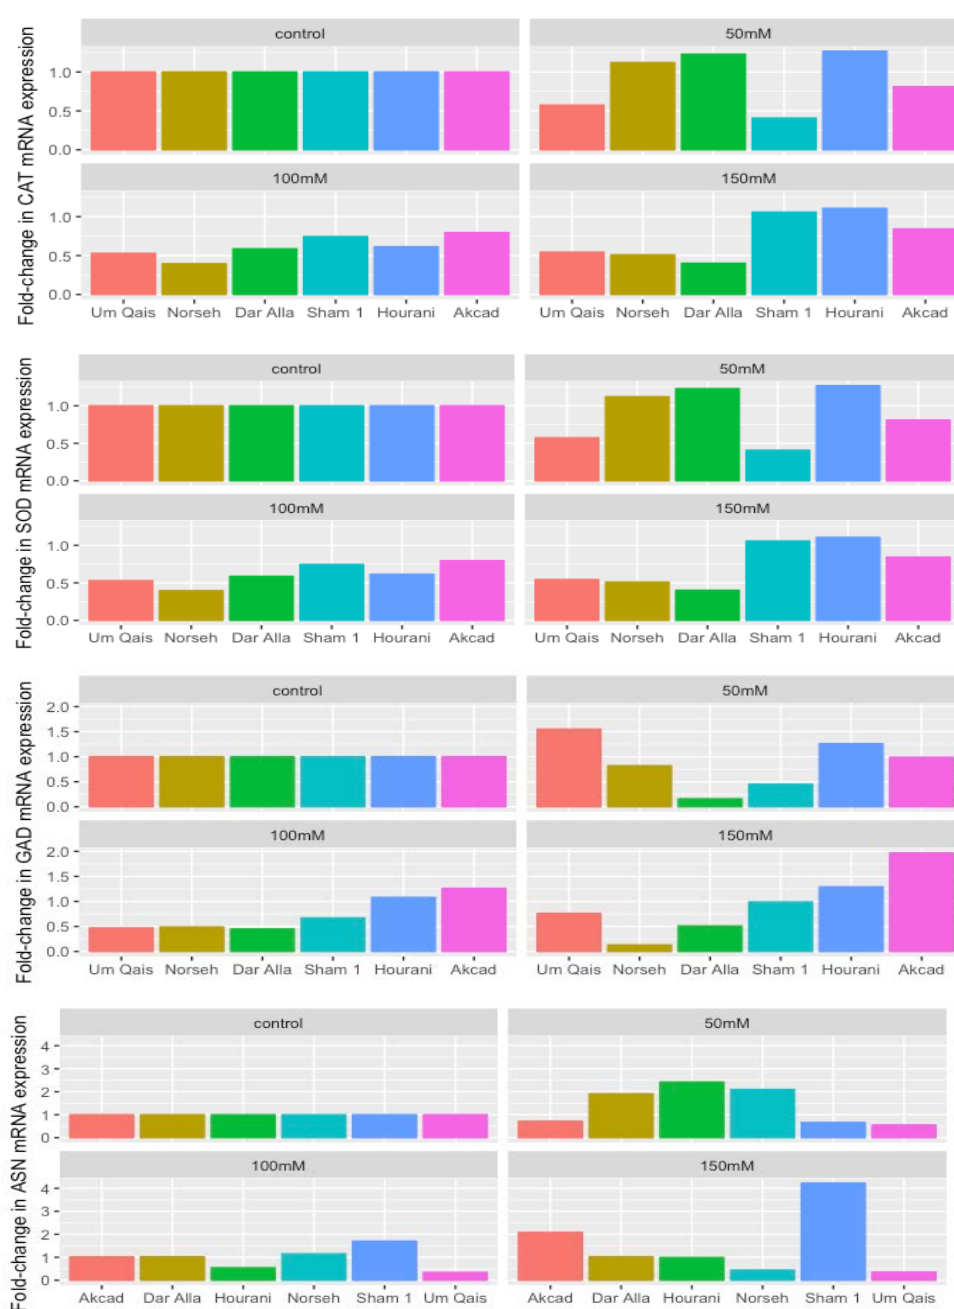 Fold-change in CAT mRNA expression
control
50mM
1.0
0.5
0.0
100mM
150mM
1.0
0.5
0.0
Um Qais Norseh Dar Alla Sham 1 Hourani Akcad
Um Qais Norseh Dar Alla Sham 1 Hourani Akcad
Fold-change in SOD mRNA expression
control
50mM
1.0
0.5
0.0
100mM
150mM
1.0
0.5
0.0
Um Qais Norseh Dar Alla Sham 1 Hourani Akcad
Um Qais Norseh Dar Alla Sham 1 Hourani Akcad
Fold-change in GAD mRNA expression
control
50mM
2.0
1.5
1.0
0.5
0.0
100mM
150mM
2.0
1.5
1.0
0.5
0.0
Um Qais Norseh Dar Alla Sham 1 Hourani Akcad
Um Qais Norseh Dar Alla Sham 1 Hourani Akcad
Fold-change in ASN mRNA expression
control
50mM
4
3
2
1
0
100mM
150mM
4
3
2
1
0
Akcad Dar Alla Hourani Norseh Sham 1 Um Qais
Akcad Dar Alla Hourani Norseh Sham 1 Um Qais